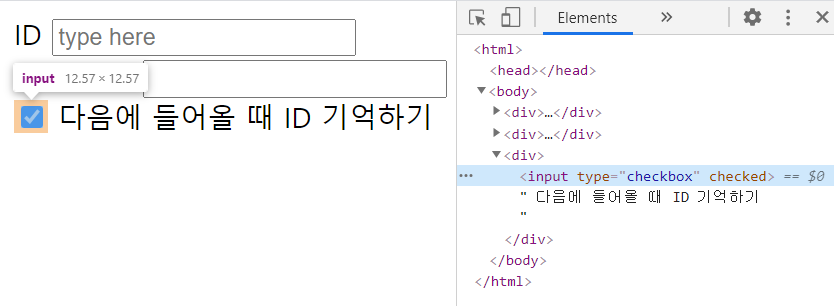 ID type here
input 12.57 × 12.57
다음에 들어올 때 ID 기억하기
Elements
<html>
<head></head>
<body>
<div>…</div>
<div>…</div>
<div>
<input type="checkbox" checked> == $0
" 다음에 들어올 때 ID 기억하기
"
</div>
</body>
</html>